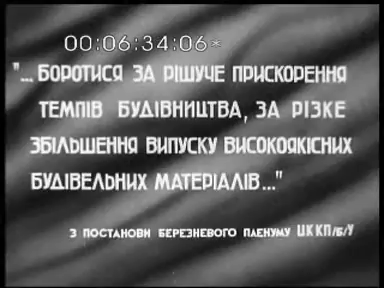 00:06:34:06*
"... БОРОТИСЯ ЗА РІШУЧЕ ПРИСКОРЕННЯ
ТЕМПІВ БУДІВНИЦТВА, ЗА РІЗКЕ
ЗБІЛЬШЕННЯ ВИПУСКУ ВИСОКОЯКІСНИХ
БУДІВЕЛЬНИХ МАТЕРІАЛІВ..."
З ПОСТАНОВИ БЕРЕЗНЕВОГО ПЛЕНУМУ ЦК КП/б/У